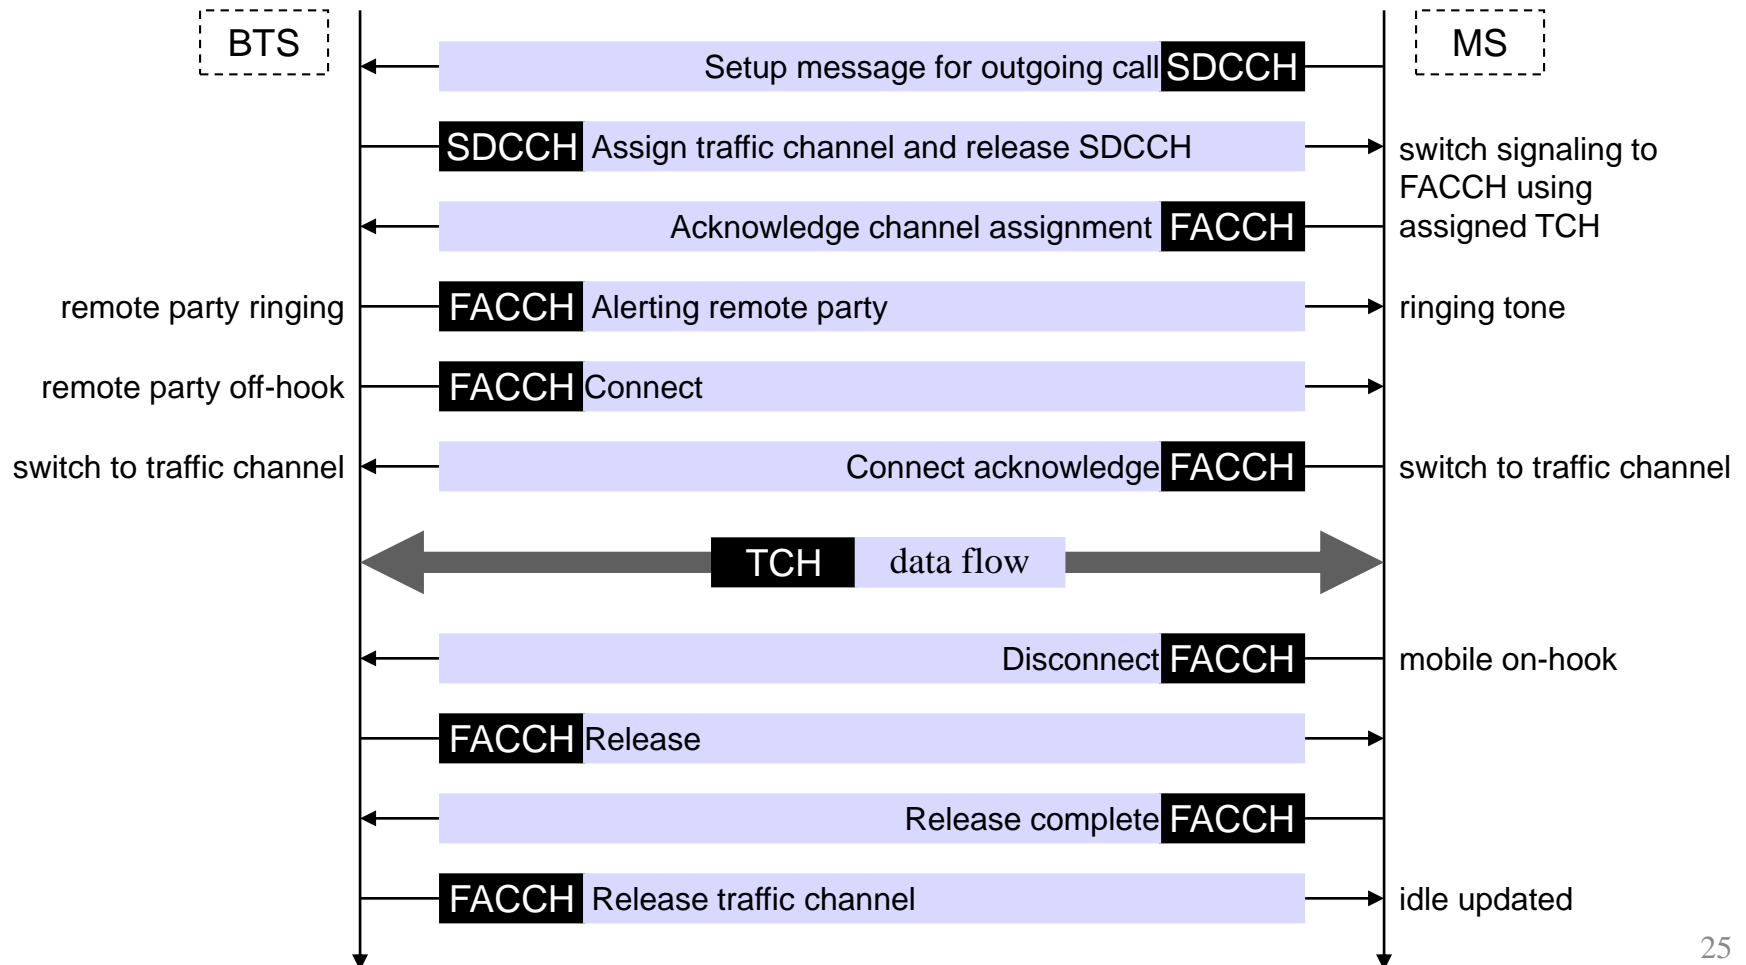 BTS
MS
Setup message for outgoing call SDCCH
SDCCH Assign traffic channel and release SDCCH
switch signaling to
FACCH using
assigned TCH
Acknowledge channel assignment FACCH
remote party ringing
FACCH Alerting remote party
ringing tone
remote party off-hook
FACCH Connect
switch to traffic channel
Connect acknowledge FACCH
switch to traffic channel
TCH data flow
Disconnect FACCH
mobile on-hook
FACCH Release
Release complete FACCH
FACCH Release traffic channel
idle updated
25